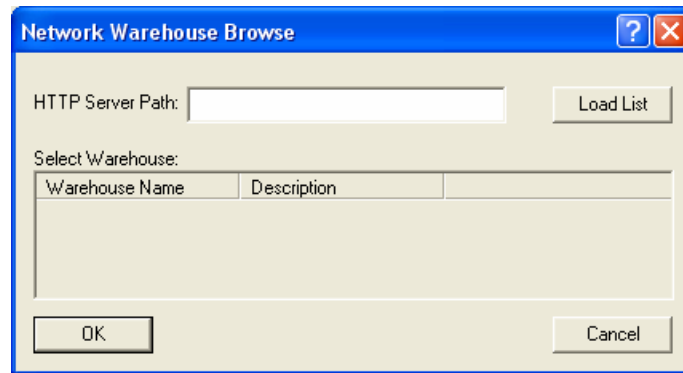 Network Warehouse Browse ?
HTTP Server Path: Load List
Select Warehouse:
Warehouse Name Description
OK Cancel